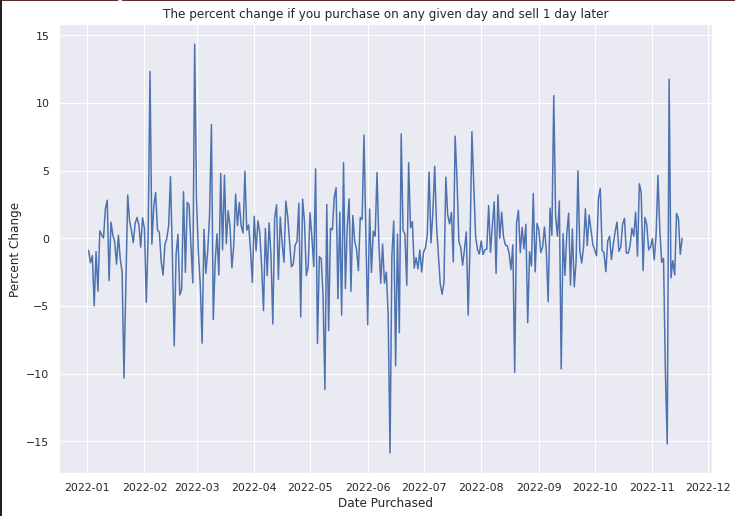 The percent change if you purchase on any given day and sell 1 day later
15
10
5
0
−5
−10
−15
Percent Change
2022-01 2022-02 2022-03 2022-04 2022-05 2022-06 2022-07 2022-08 2022-09 2022-10 2022-11 2022-12
Date Purchased